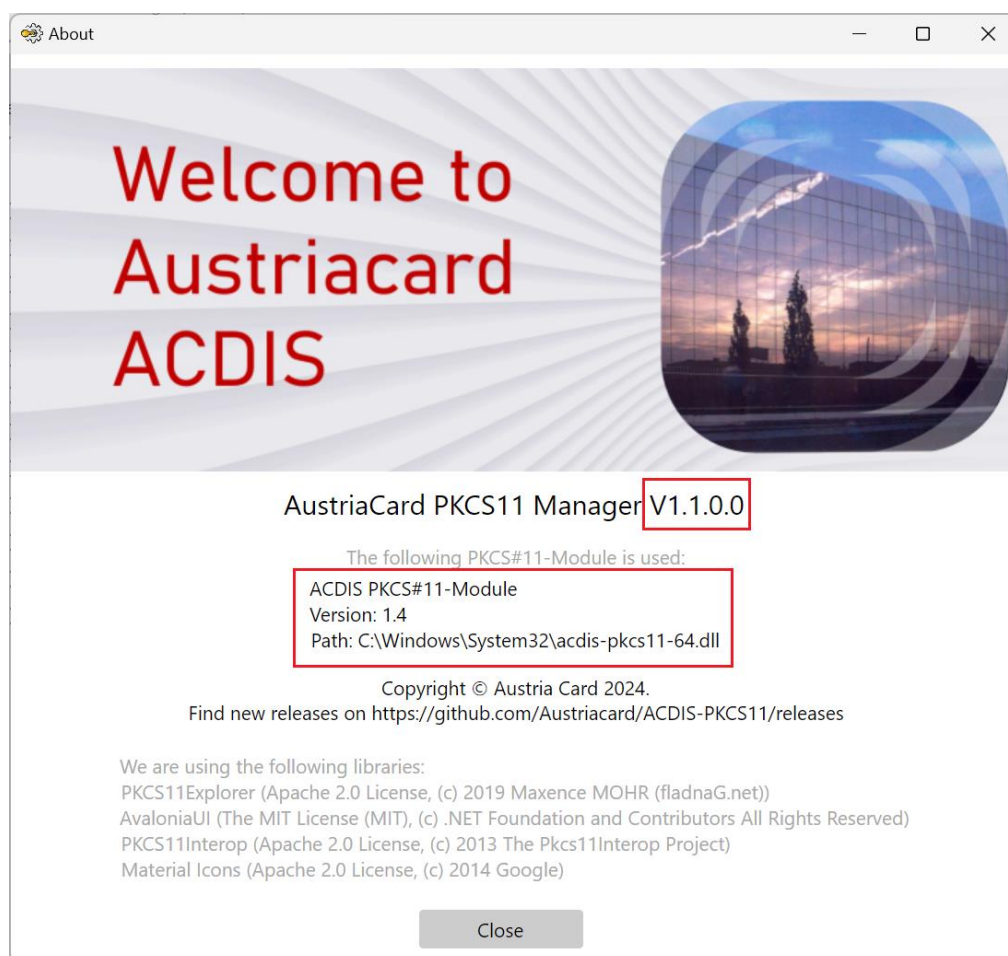 About
Welcome to
Austriacard
ACDIS
AustriaCard PKCS11 Manager V1.1.0.0
The following PKCS#11-Module is used:
ACDIS PKCS#11-Module
Version: 1.4
Path: C:\Windows\System32\acdis-pkcs11-64.dll
Copyright © Austria Card 2024.
Find new releases on https://github.com/Austriacard/ACDIS-PKCS11/releases
We are using the following libraries:
PKCS11Explorer (Apache 2.0 License, (c) 2019 Maxence MOHR (fladnaG.net))
AvaloniaUI (The MIT License (MIT), (c) .NET Foundation and Contributors All Rights Reserved)
PKCS11Interop (Apache 2.0 License, (c) 2013 The Pkcs11Interop Project)
Material Icons (Apache 2.0 License, (c) 2014 Google)
Close